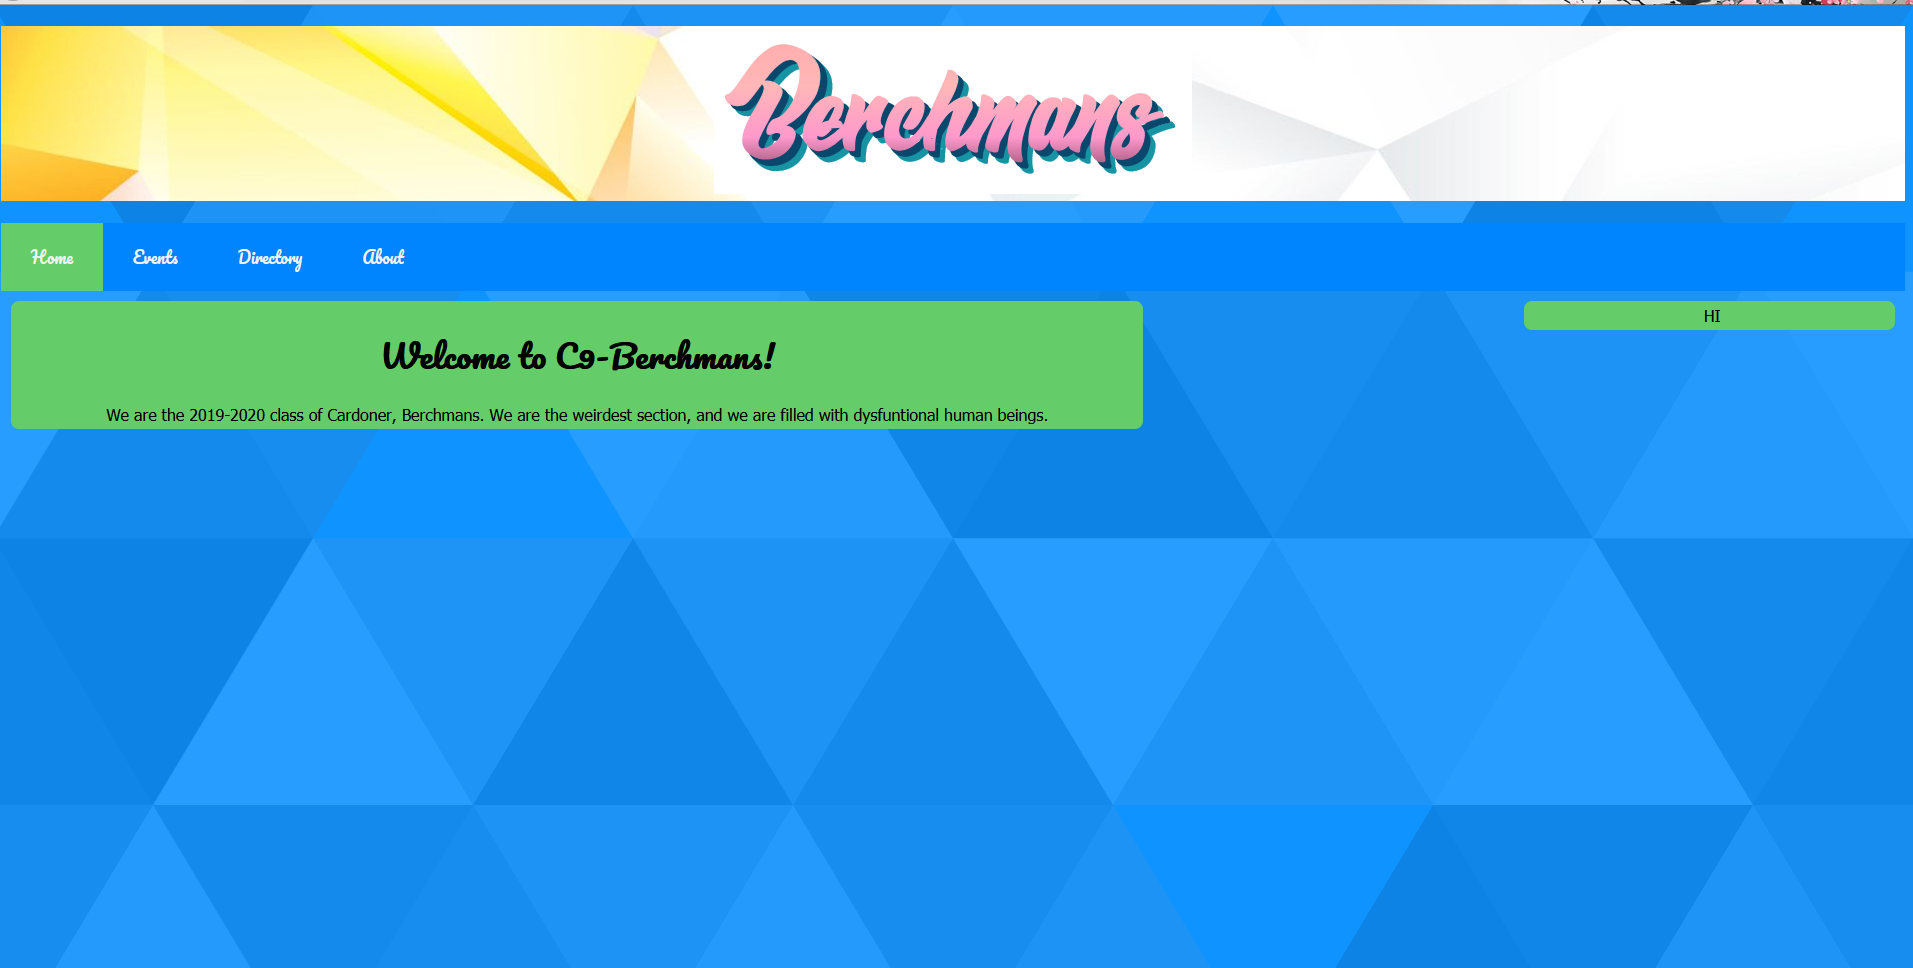 Berchmans
Home Events Directory About
Welcome to C9-Berchmans!
We are the 2019-2020 class of Cardoner, Berchmans. We are the weirdest section, and we are filled with dysfuntional human beings.
HI